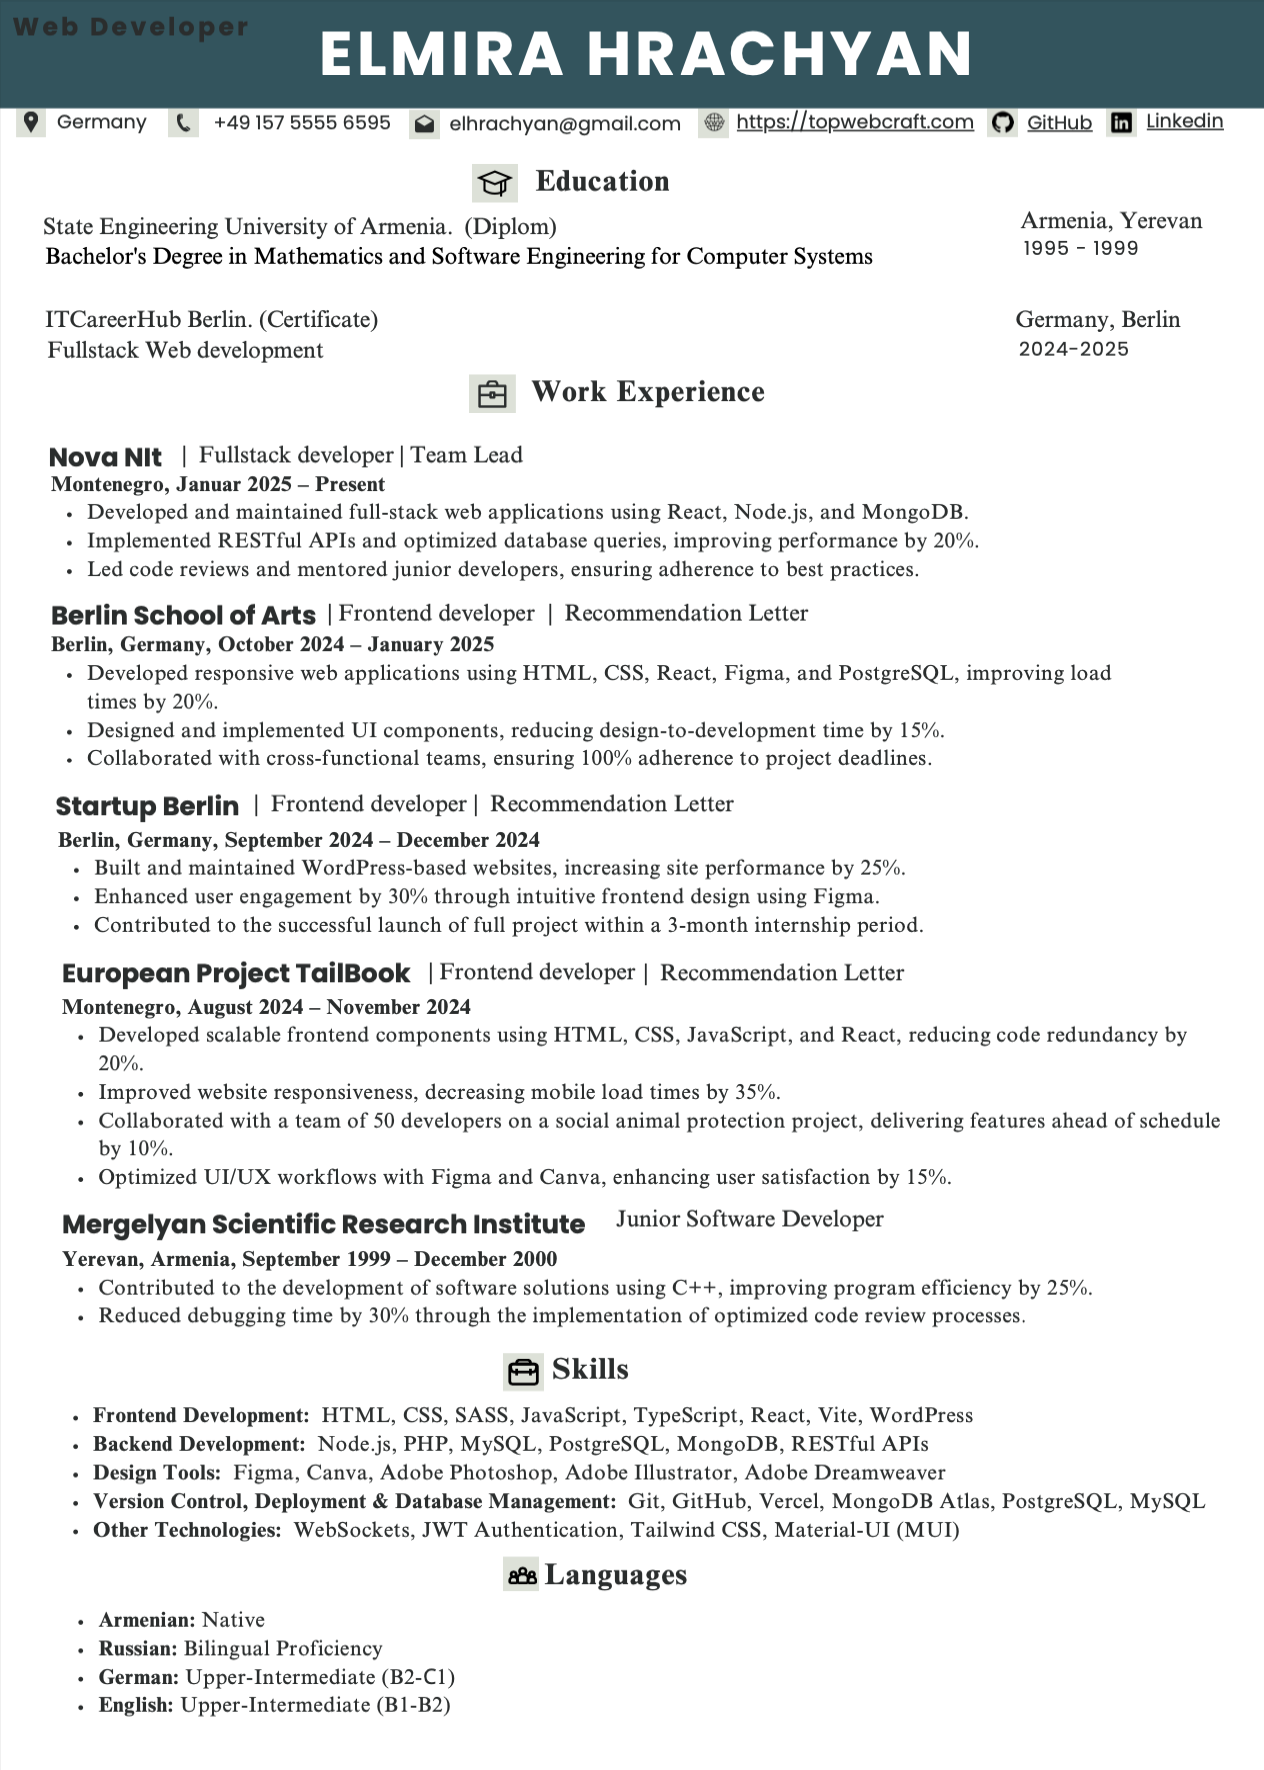 Web Developer
ELMIRA HRACHYAN
Germany +49 157 5555 6595 elhrachyan@gmail.com https://topwebcraft.com GitHub Linkedin
Education
State Engineering University of Armenia. (Diplom) Armenia, Yerevan
Bachelor's Degree in Mathematics and Software Engineering for Computer Systems 1995 - 1999
ITCareerHub Berlin. (Certificate) Germany, Berlin
Fullstack Web development 2024-2025
Work Experience
Nova NIt | Fullstack developer | Team Lead
Montenegro, Januar 2025 – Present
• Developed and maintained full-stack web applications using React, Node.js, and MongoDB.
• Implemented RESTful APIs and optimized database queries, improving performance by 20%.
• Led code reviews and mentored junior developers, ensuring adherence to best practices.
Berlin School of Arts | Frontend developer | Recommendation Letter
Berlin, Germany, October 2024 – January 2025
• Developed responsive web applications using HTML, CSS, React, Figma, and PostgreSQL, improving load
times by 20%.
• Designed and implemented UI components, reducing design-to-development time by 15%.
• Collaborated with cross-functional teams, ensuring 100% adherence to project deadlines.
Startup Berlin | Frontend developer | Recommendation Letter
Berlin, Germany, September 2024 – December 2024
• Built and maintained WordPress-based websites, increasing site performance by 25%.
• Enhanced user engagement by 30% through intuitive frontend design using Figma.
• Contributed to the successful launch of full project within a 3-month internship period.
European Project TailBook | Frontend developer | Recommendation Letter
Montenegro, August 2024 – November 2024
• Developed scalable frontend components using HTML, CSS, JavaScript, and React, reducing code redundancy by
20%.
• Improved website responsiveness, decreasing mobile load times by 35%.
• Collaborated with a team of 50 developers on a social animal protection project, delivering features ahead of schedule
by 10%.
• Optimized UI/UX workflows with Figma and Canva, enhancing user satisfaction by 15%.
Mergelyan Scientific Research Institute Junior Software Developer
Yerevan, Armenia, September 1999 – December 2000
• Contributed to the development of software solutions using C++, improving program efficiency by 25%.
• Reduced debugging time by 30% through the implementation of optimized code review processes.
Skills
• Frontend Development: HTML, CSS, SASS, JavaScript, TypeScript, React, Vite, WordPress
• Backend Development: Node.js, PHP, MySQL, PostgreSQL, MongoDB, RESTful APIs
• Design Tools: Figma, Canva, Adobe Photoshop, Adobe Illustrator, Adobe Dreamweaver
• Version Control, Deployment & Database Management: Git, GitHub, Vercel, MongoDB Atlas, PostgreSQL, MySQL
• Other Technologies: WebSockets, JWT Authentication, Tailwind CSS, Material-UI (MUI)
Languages
• Armenian: Native
• Russian: Bilingual Proficiency
• German: Upper-Intermediate (B2-C1)
• English: Upper-Intermediate (B1-B2)